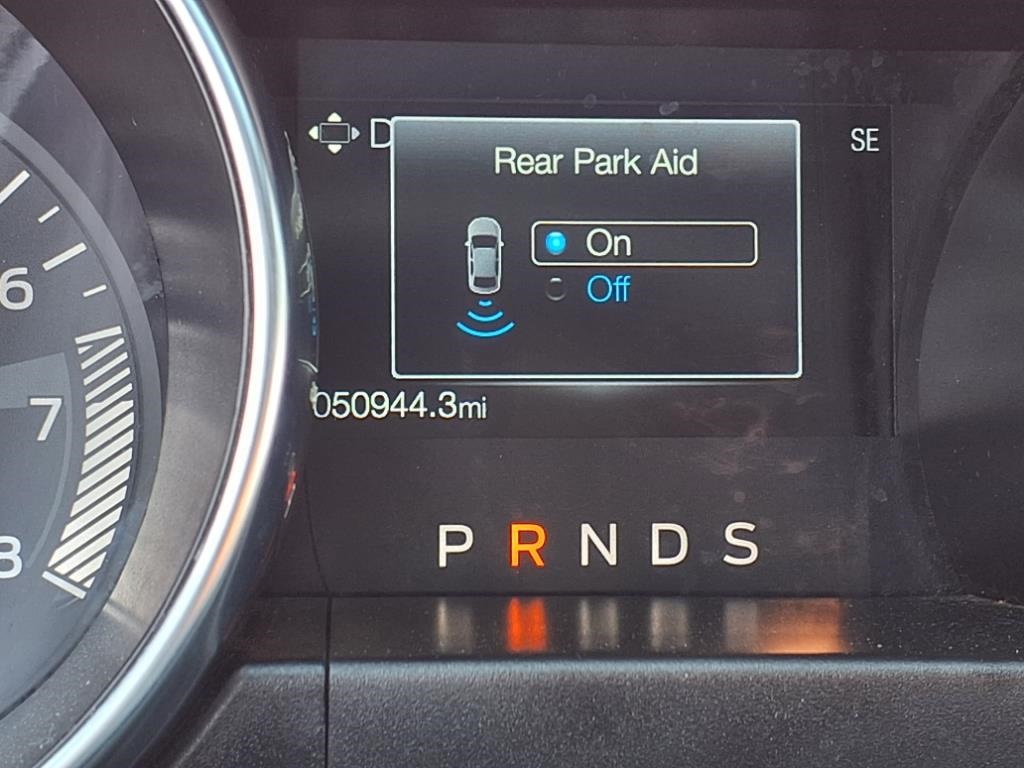 D
SE
Rear Park Aid
On
Off
050944.3mi
6
7
8
P R N D S